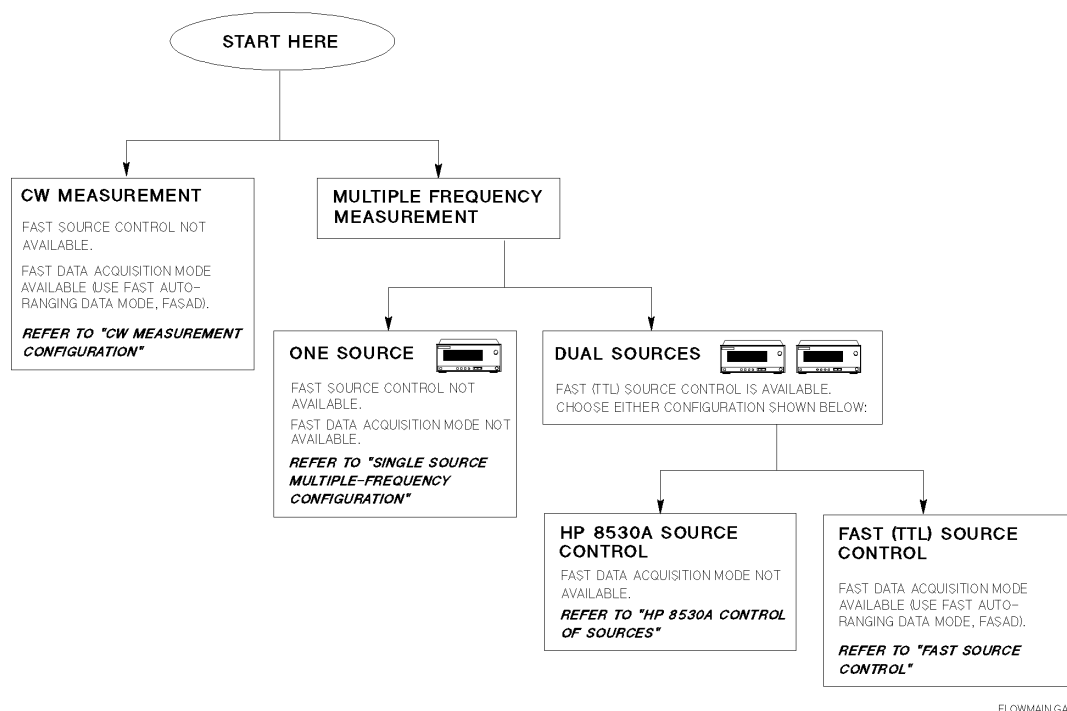 START HERE
CW MEASUREMENT
FAST SOURCE CONTROL NOT
AVAILABLE.
FAST DATA ACQUISITION MODE
AVAILABLE (USE FAST AUTO-
RANGING DATA MODE, FASAD).
REFER TO "CW MEASUREMENT
CONFIGURATION"
MULTIPLE FREQUENCY
MEASUREMENT
ONE SOURCE
FAST SOURCE CONTROL NOT
AVAILABLE.
FAST DATA ACQUISITION MODE NOT
AVAILABLE.
REFER TO "SINGLE SOURCE
MULTIPLE-FREQUENCY
CONFIGURATION"
DUAL SOURCES
FAST (TTL) SOURCE CONTROL IS AVAILABLE.
CHOOSE EITHER CONFIGURATION SHOWN BELOW:
HP 8530A SOURCE
CONTROL
FAST DATA ACQUISITION MODE NOT
AVAILABLE.
REFER TO "HP 8530A CONTROL
OF SOURCES"
FAST (TTL) SOURCE
CONTROL
FAST DATA ACQUISITION MODE
AVAILABLE (USE FAST AUTO-
RANGING DATA MODE, FASAD).
REFER TO "FAST SOURCE
CONTROL"
FLOWMAIN.GA